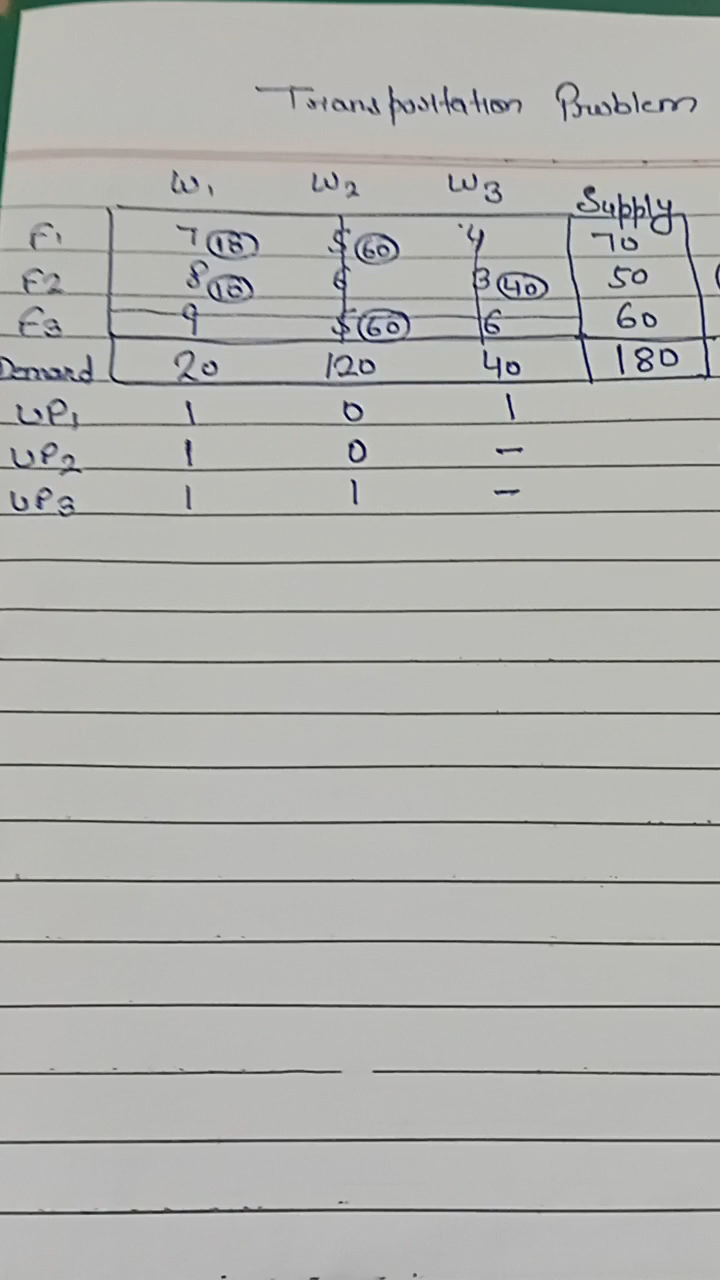 Transportation Problem
W1 W2 W3 Supply
F1 7 (10) 5 (60) 4 70
F2 8 (10) 6 3 (40) 50
F3 9 5 (60) 6 60
Demand 20 120 40 180
UP1 1 0 1
UP2 1 0 –
UP3 1 1 –